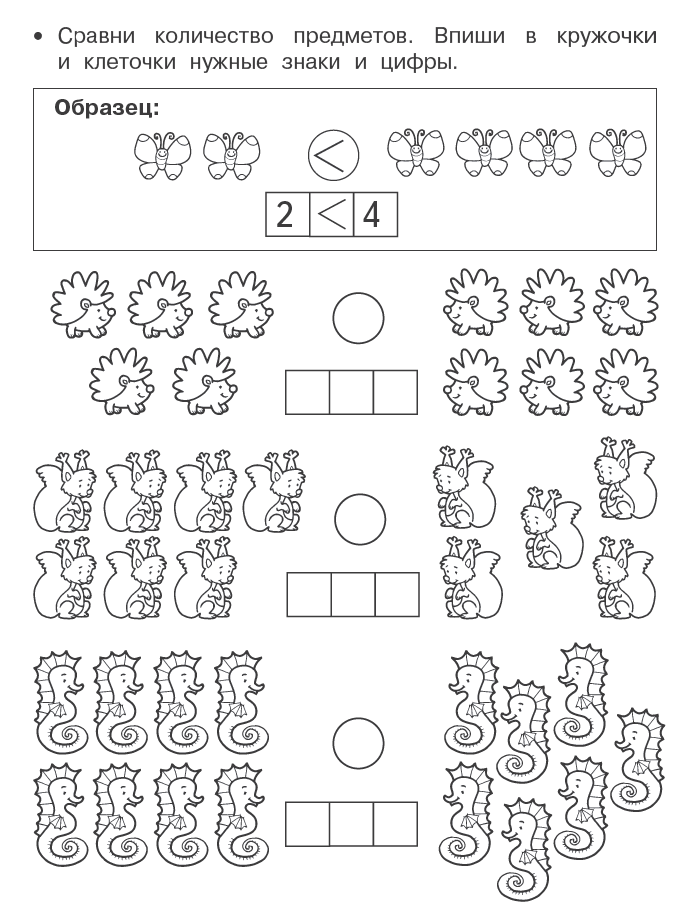 • Сравни количество предметов. Впиши в кружочки
и клеточки нужные знаки и цифры.
Образец:
<
2 < 4